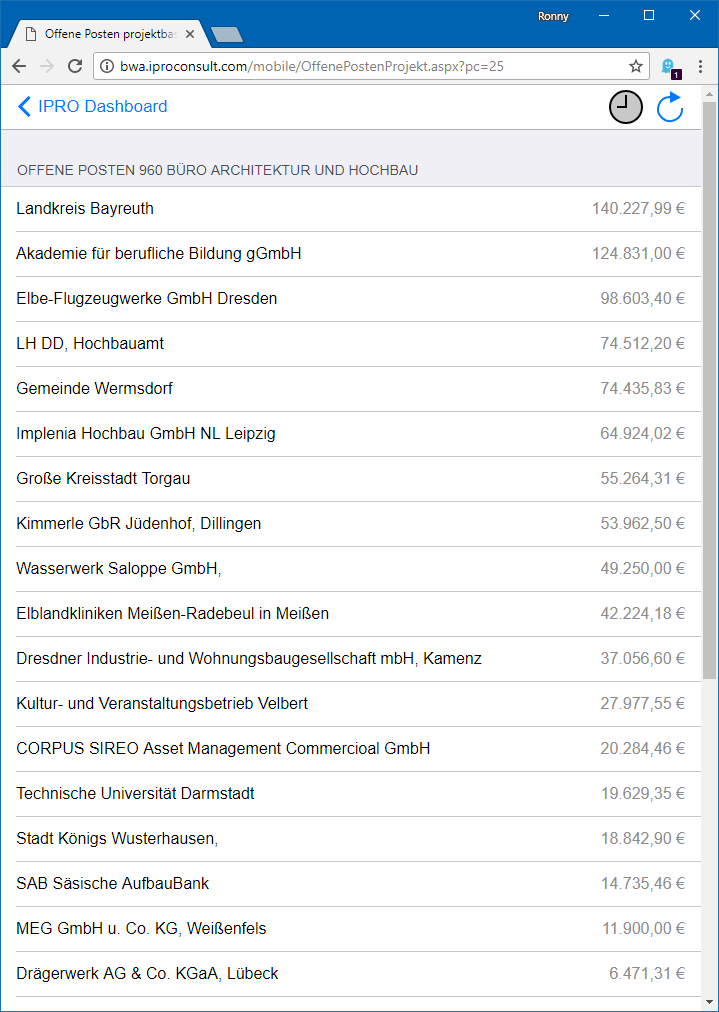 Ronny
Offene Posten projektbas
bwa.iproconsult.com/mobile/OffenePostenProjekt.aspx?pc=25
1
IPRO Dashboard
OFFENE POSTEN 960 BÜRO ARCHITEKTUR UND HOCHBAU
Landkreis Bayreuth 140.227,99 €
Akademie für berufliche Bildung gGmbH 124.831,00 €
Elbe-Flugzeugwerke GmbH Dresden 98.603,40 €
LH DD, Hochbauamt 74.512,20 €
Gemeinde Wermsdorf 74.435,83 €
Implenia Hochbau GmbH NL Leipzig 64.924,02 €
Große Kreisstadt Torgau 55.264,31 €
Kimmerle GbR Jüdenhof, Dillingen 53.962,50 €
Wasserwerk Saloppe GmbH, 49.250,00 €
Elblandkliniken Meißen-Radebeul in Meißen 42.224,18 €
Dresdner Industrie- und Wohnungsbaugesellschaft mbH, Kamenz 37.056,60 €
Kultur- und Veranstaltungsbetrieb Velbert 27.977,55 €
CORPUS SIREO Asset Management Commercioal GmbH 20.284,46 €
Technische Universität Darmstadt 19.629,35 €
Stadt Königs Wusterhausen, 18.842,90 €
SAB Säsische AufbauBank 14.735,46 €
MEG GmbH u. Co. KG, Weißenfels 11.900,00 €
Drägerwerk AG & Co. KGaA, Lübeck 6.471,31 €